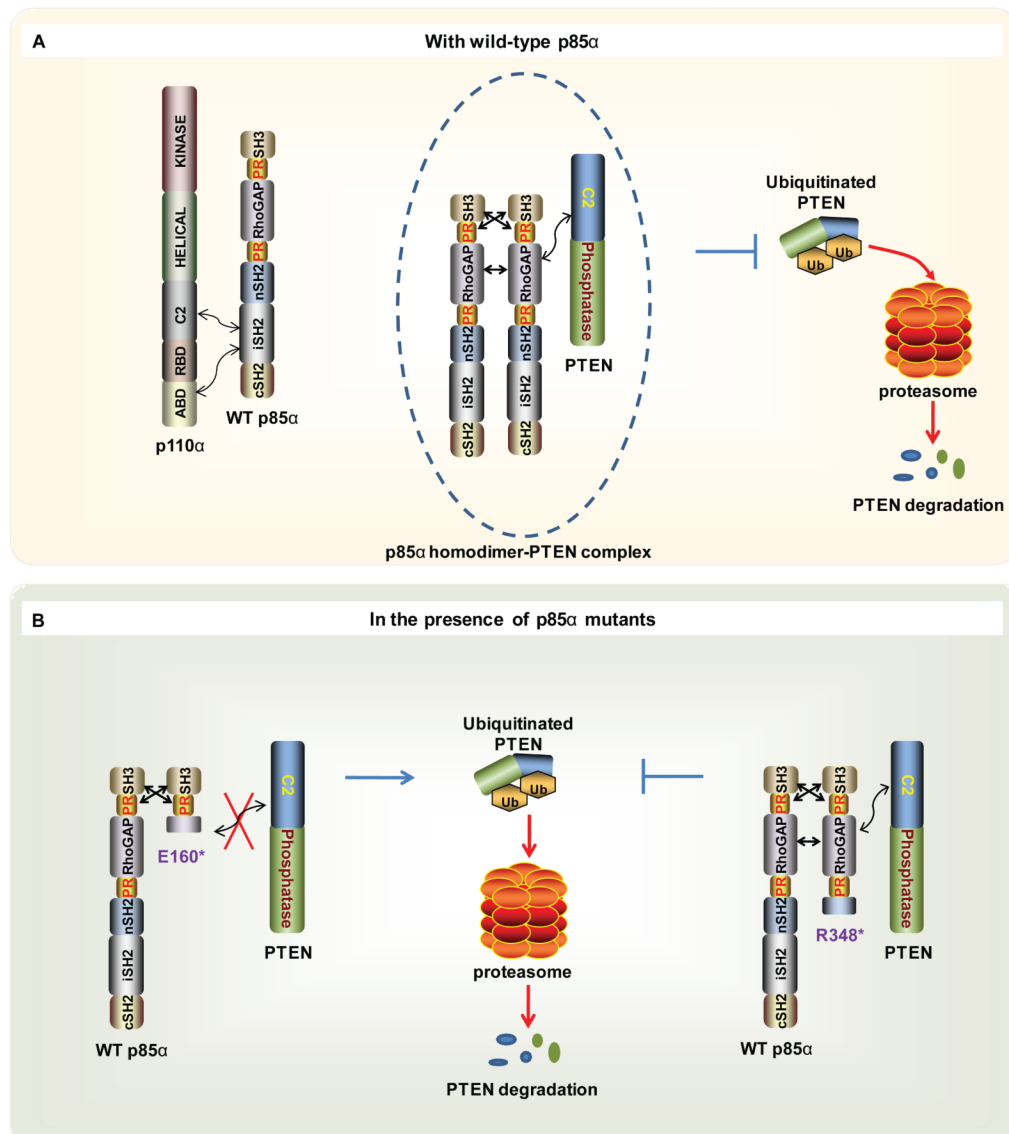 A
With wild-type p85α
KINASE
HELICAL
C2
RBD
ABD
p110α
SH3
PR
RhoGAP
PR
nSH2
iSH2
cSH2
WT p85α
SH3
PR
RhoGAP
PR
nSH2
iSH2
cSH2
SH3
PR
RhoGAP
PR
nSH2
iSH2
cSH2
C2
Phosphatase
PTEN
p85α homodimer-PTEN complex
Ubiquitinated
PTEN
Ub
Ub
proteasome
PTEN degradation
B
In the presence of p85α mutants
SH3
PR
RhoGAP
PR
nSH2
iSH2
cSH2
WT p85α
SH3
PR
E160*
C2
Phosphatase
PTEN
Ubiquitinated
PTEN
Ub
Ub
proteasome
PTEN degradation
SH3
PR
RhoGAP
PR
nSH2
iSH2
cSH2
WT p85α
SH3
PR
RhoGAP
PR
R348*
C2
Phosphatase
PTEN